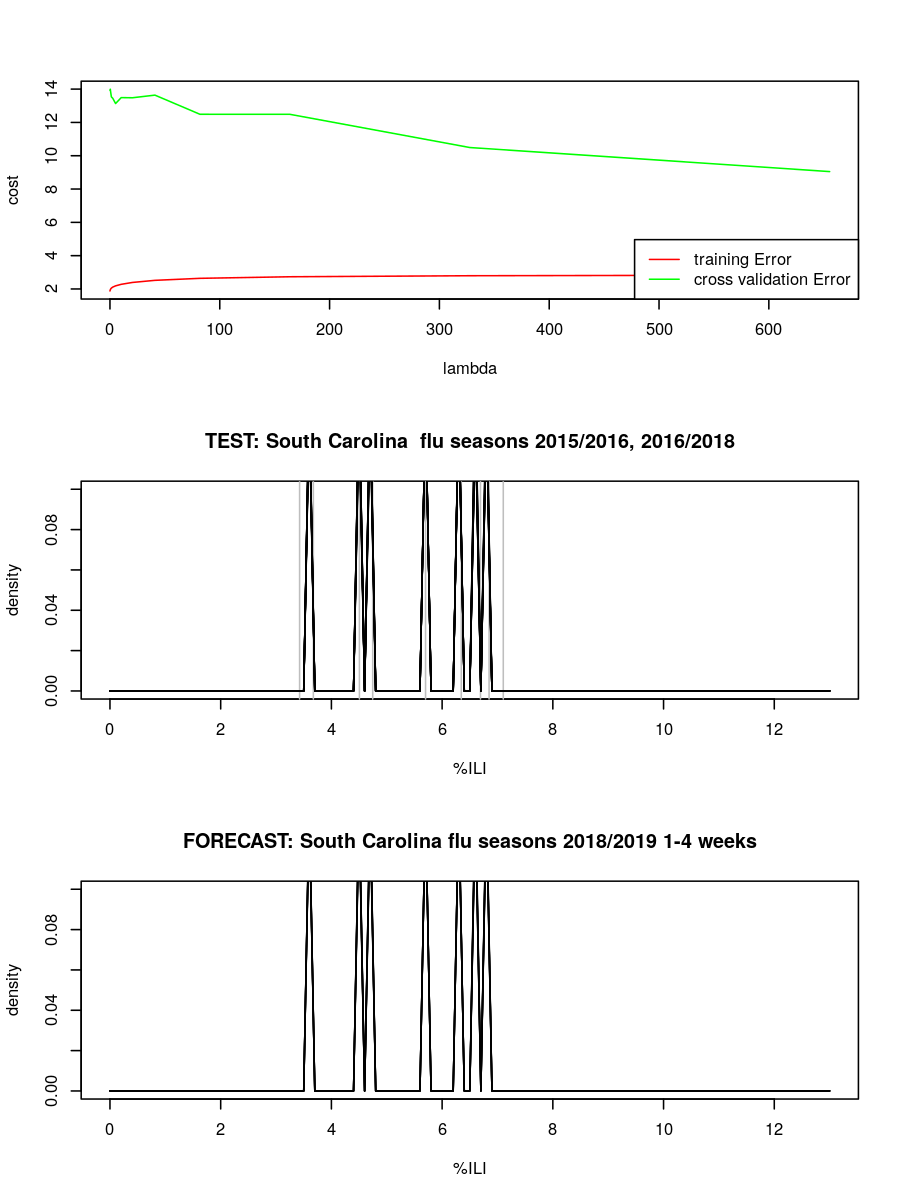 cost
2 4 6 8 10 12 14
training Error
cross validation Error
0 100 200 300 400 500 600
lambda
TEST: South Carolina  flu seasons 2015/2016, 2016/2018
density
0.00 0.04 0.08
0 2 4 6 8 10 12
%ILI
FORECAST: South Carolina flu seasons 2018/2019 1-4 weeks
density
0.00 0.04 0.08
0 2 4 6 8 10 12
%ILI